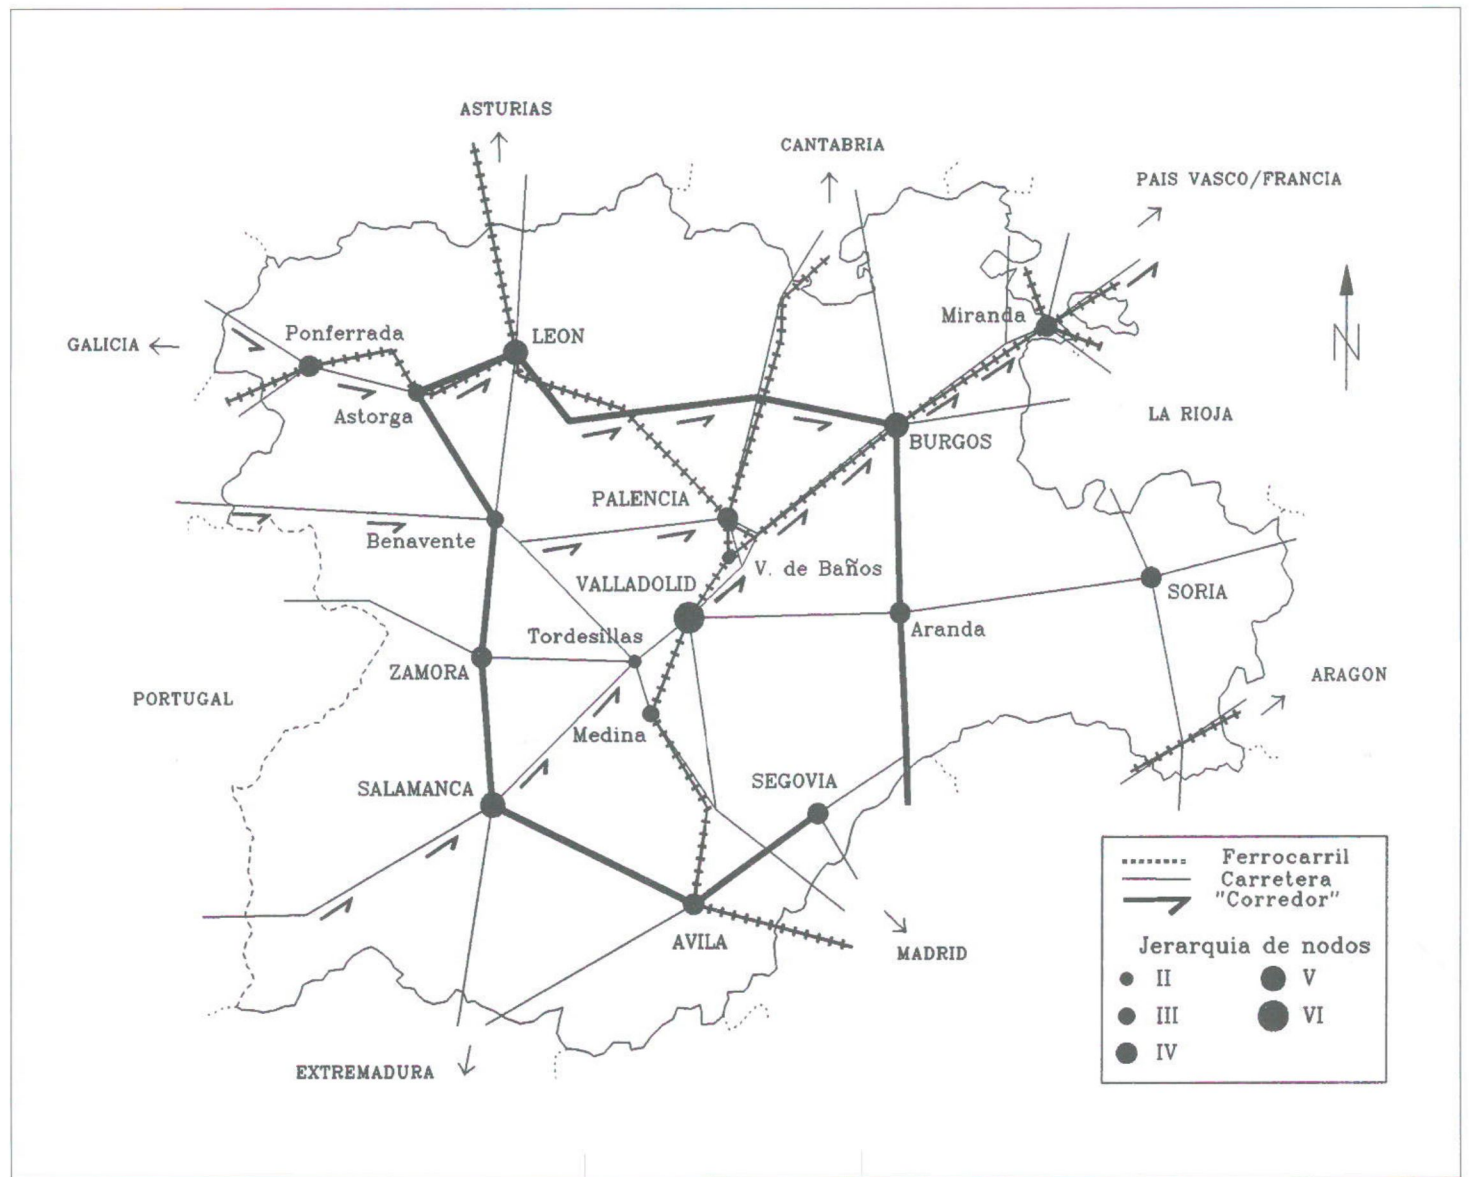 ASTURIAS
CANTABRIA
PAIS VASCO/FRANCIA
GALICIA
Ponferrada
LEON
Miranda
N
Astorga
BURGOS
LA RIOJA
PALENCIA
Benavente
V. de Baños
VALLADOLID
SORIA
Tordesillas
Aranda
ZAMORA
PORTUGAL
ARAGON
Medina
SALAMANCA
SEGOVIA
AVILA
MADRID
EXTREMADURA
Ferrocarril
Carretera
"Corredor"
Jerarquia de nodos
II V
III VI
IV